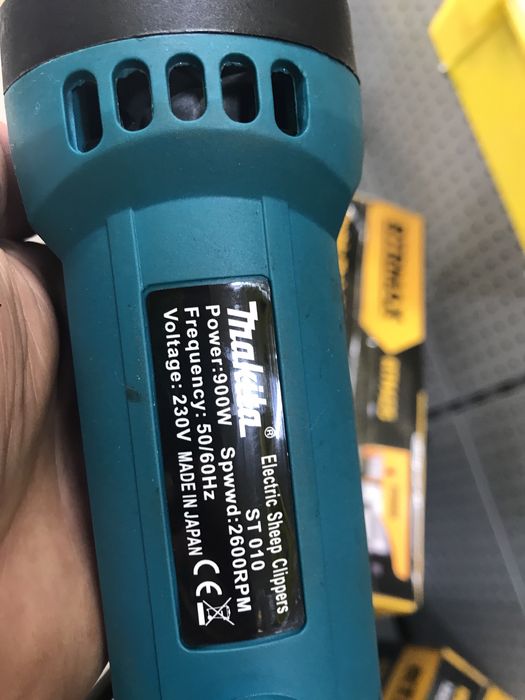 Makita® Electric Sheep Clippers
ST 010
Power:900W Spwwd:2600RPM
Frequency: 50/60Hz
Voltage: 230V MADE IN JAPAN CE